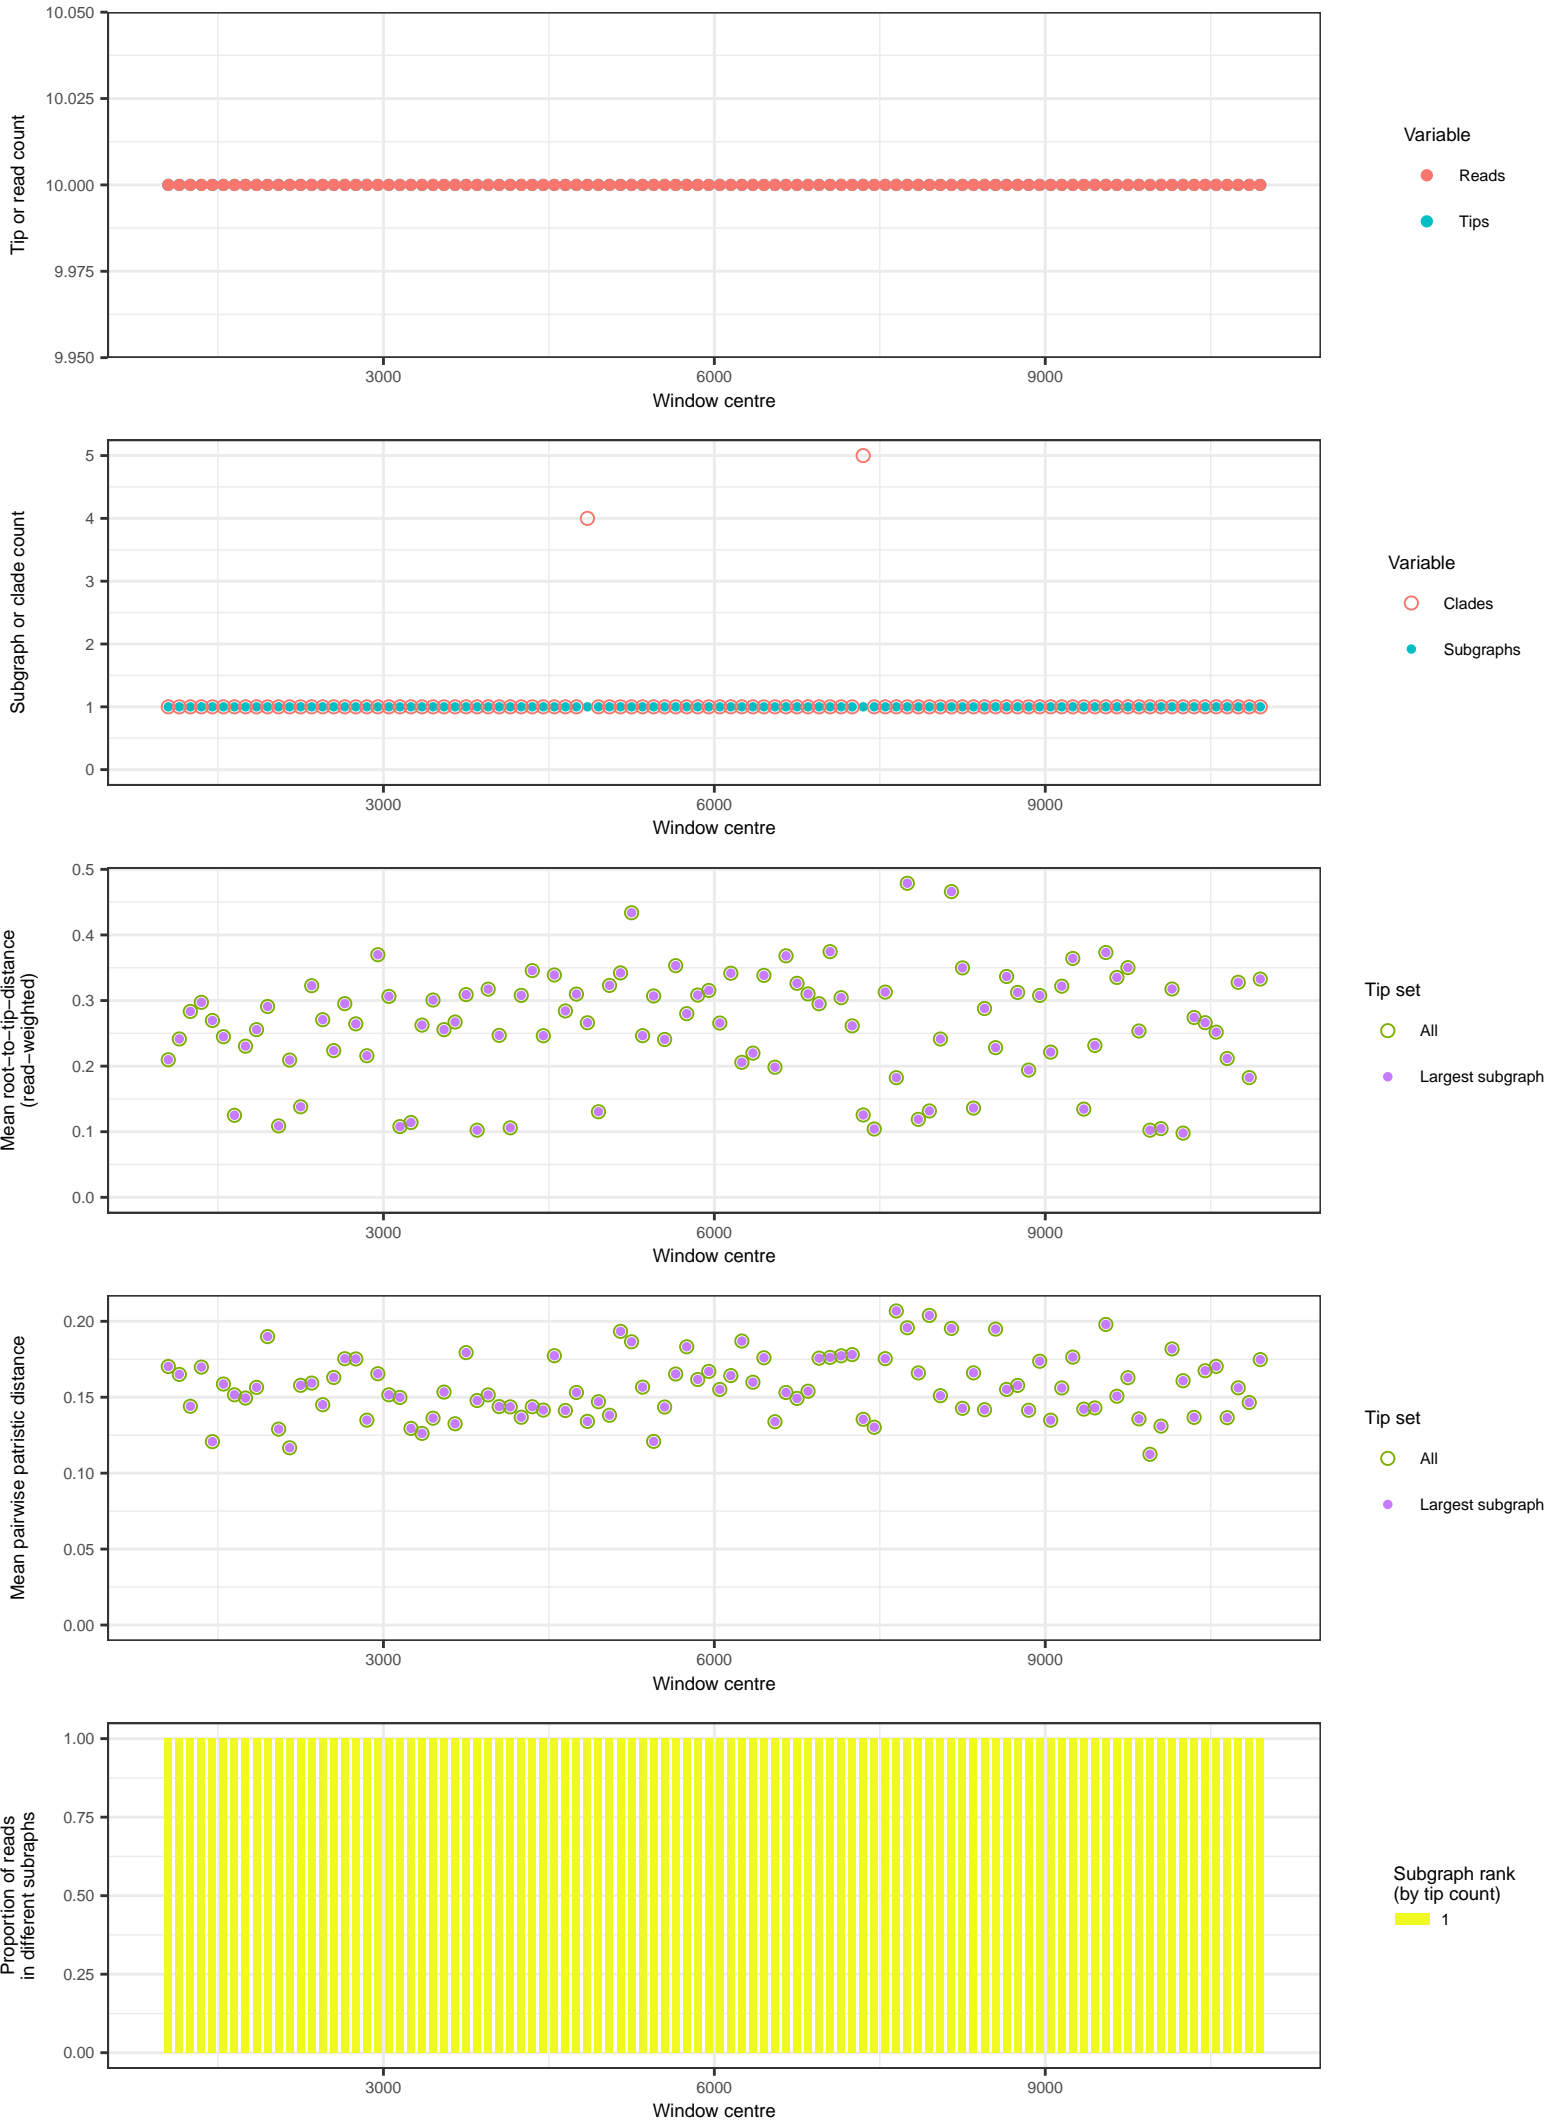 10.050
10.025
10.000
9.975
9.950
Tip or read count
3000
6000
9000
Window centre
Variable
Reads
Tips
5
4
3
2
1
0
Subgraph or clade count
3000
6000
9000
Window centre
Variable
Clades
Subgraphs
0.5
0.4
0.3
0.2
0.1
0.0
Mean root−to−tip−distance
(read−weighted)
3000
6000
9000
Window centre
Tip set
All
Largest subgraph
0.20
0.15
0.10
0.05
0.00
Mean pairwise patristic distance
3000
6000
9000
Window centre
Tip set
All
Largest subgraph
1.00
0.75
0.50
0.25
0.00
Proportion of reads
in different subraphs
3000
6000
9000
Window centre
Subgraph rank
(by tip count)
1